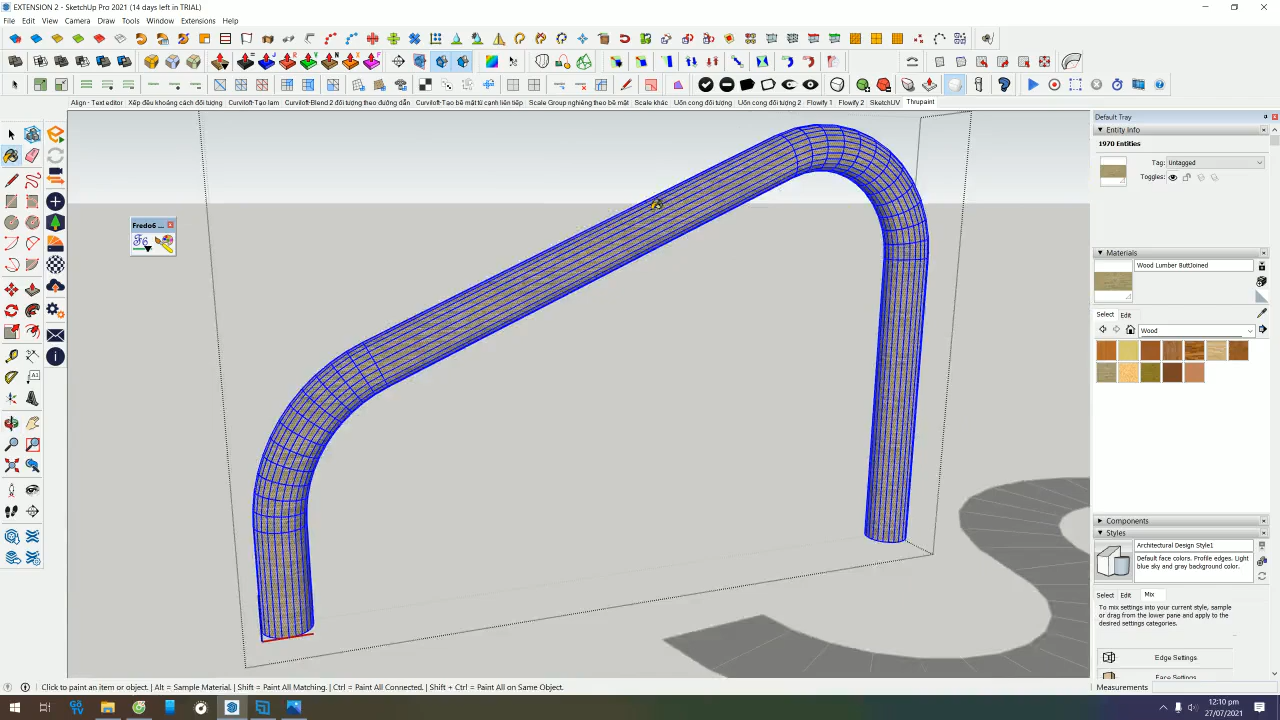 EXTENSION 2 - SketchUp Pro 2021 (14 days left in TRIAL)
File Edit View Camera Draw Tools Window Extensions Help
Align - Text editor Xếp đều khoảng cách đối tượng Curviloft-Tạo lam Curviloft-Blend 2 đối tượng theo đường dẫn Curviloft-Tạo bề mặt từ cạnh liên tiếp Scale Group nghiêng theo bề mặt Scale khác Uốn cong đối tượng Uốn cong đối tượng 2 Flowify 1 Flowify 2 SketchUV Thrupaint
Default Tray
Entity Info
1970 Entities
Tag: Untagged
Toggles:
Fredo6 ...
Materials
Wood Lumber ButtJoined
Select Edit
Wood
Components
Styles
Architectural Design Style1
Default face colors. Profile edges. Light
blue sky and gray background color.
Select Edit Mix
To mix settings into your current style, sample
or drag from the lower pane and apply to the
desired settings categories.
Edge Settings
Face Settings
Click to paint an item or object. | Alt = Sample Material. | Shift = Paint All Matching. | Ctrl = Paint All Connected. | Shift + Ctrl = Paint All on Same Object.
Measurements
12:10 pm
27/07/2021